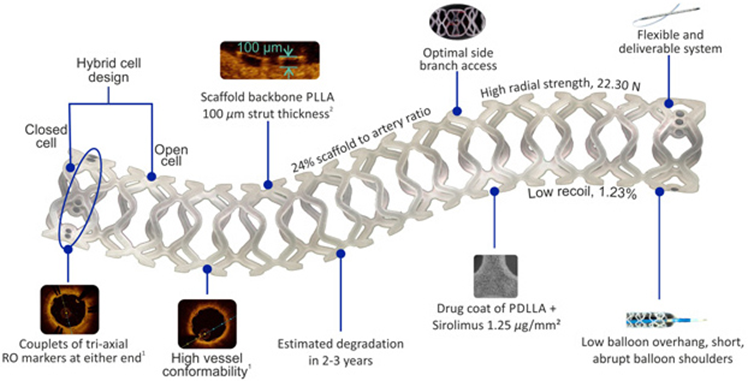 Hybrid cell
design
Closed
cell
Open
cell
100 μm
Scaffold backbone PLLA
100 μm strut thickness²
24% scaffold to artery ratio
Optimal side
branch access
High radial strength, 22.30 N
Flexible and
deliverable system
Low recoil, 1.23%
Couplets of tri-axial
RO markers at either end¹
High vessel
conformability¹
Estimated degradation
in 2-3 years
Drug coat of PDLLA +
Sirolimus 1.25 μg/mm²
Low balloon overhang, short,
abrupt balloon shoulders